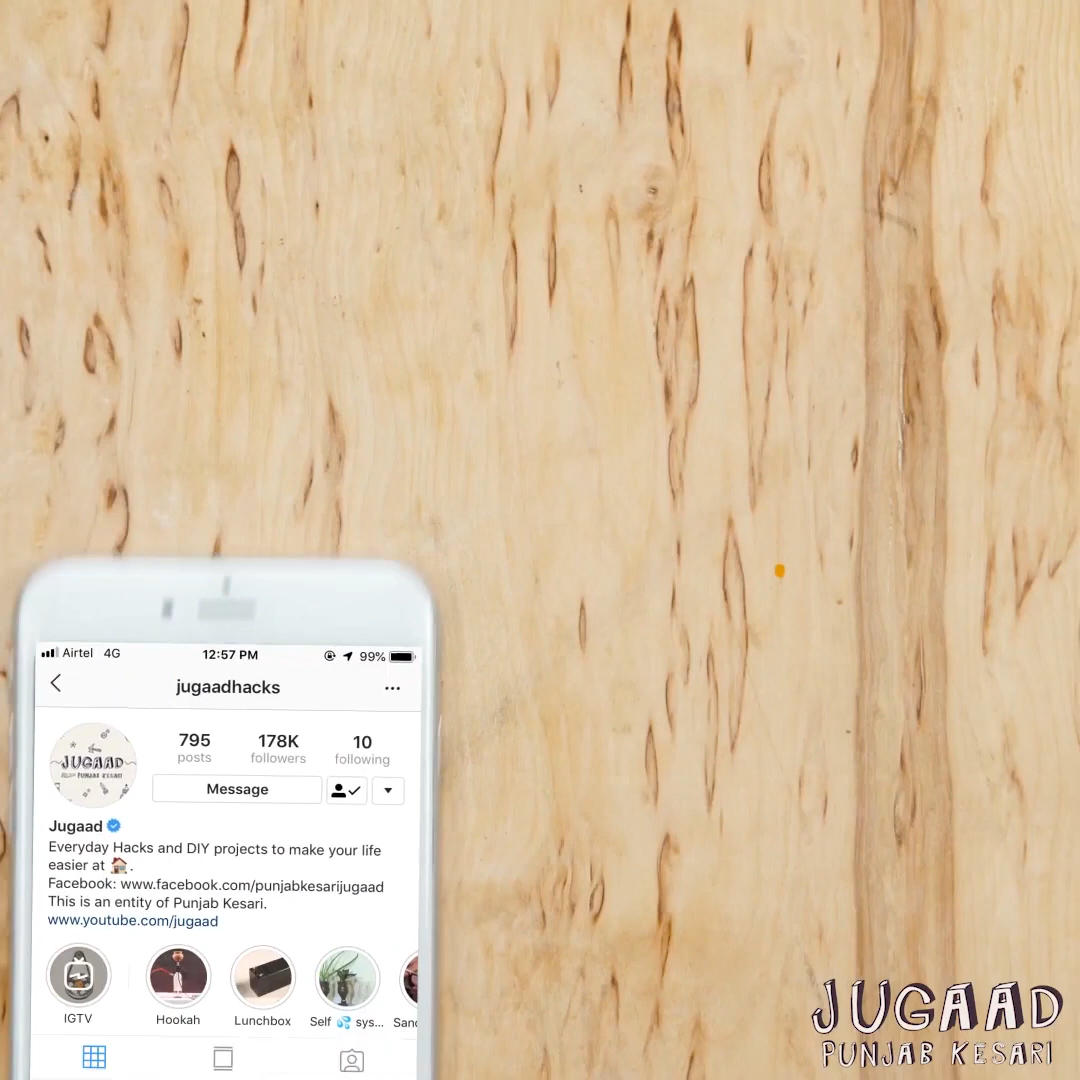 Airtel 4G 12:57 PM 99%
jugaadhacks
795 178K 10
posts followers following
Message
JUGAAD
PUNJAB KESARI
Jugaad
Everyday Hacks and DIY projects to make your life
easier at 🏠.
Facebook: www.facebook.com/punjabkesarijugaad
This is an entity of Punjab Kesari.
www.youtube.com/jugaad
IGTV Hookah Lunchbox Self 💦 sys... Sand
JUGAAD
PUNJAB KESARI